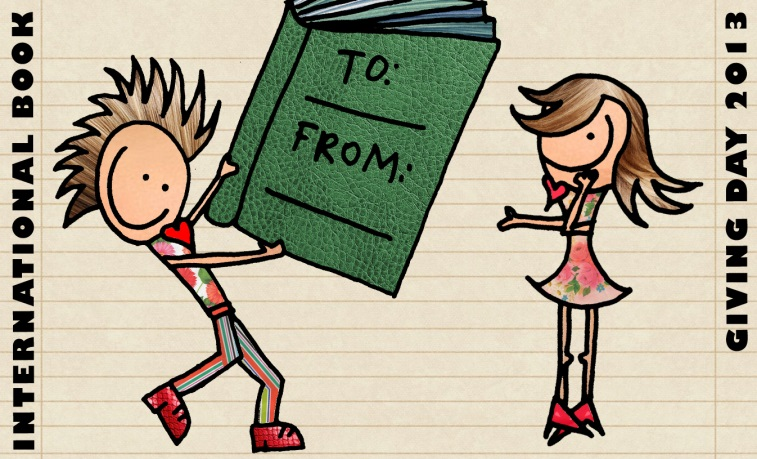 INTERNATIONAL BOOK
TO:
FROM:
GIVING DAY 2013